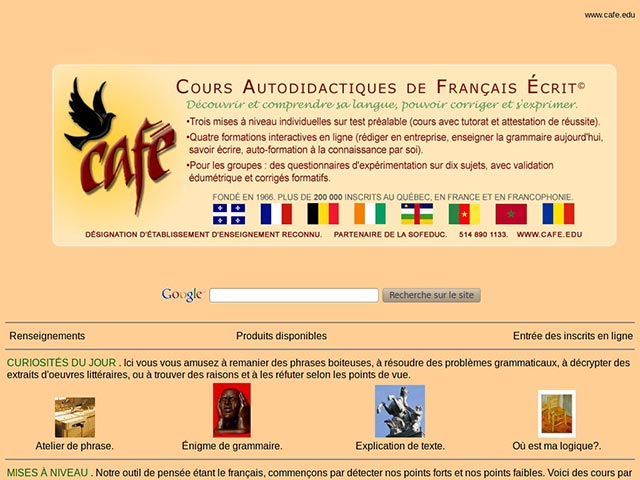 www.cafe.edu
COURS AUTODIDACTIQUES DE FRANÇAIS ÉCRIT©
Découvrir et comprendre sa langue, pouvoir corriger et s'exprimer.
café
•Trois mises à niveau individuelles sur test préalable (cours avec tutorat et attestation de réussite).
•Quatre formations interactives en ligne (rédiger en entreprise, enseigner la grammaire aujourd'hui,
savoir écrire, auto-formation à la connaissance par soi).
•Pour les groupes : des questionnaires d'expérimentation sur dix sujets, avec validation
édumétrique et corrigés formatifs.
FONDÉ EN 1966. PLUS DE 200 000 INSCRITS AU QUÉBEC, EN FRANCE ET EN FRANCOPHONIE.
DÉSIGNATION D'ÉTABLISSEMENT D'ENSEIGNEMENT RECONNU. PARTENAIRE DE LA SOFEDUC. 514 890 1133. WWW.CAFE.EDU
Google Recherche sur le site
Renseignements Produits disponibles Entrée des inscrits en ligne
CURIOSITÉS DU JOUR . Ici vous vous amusez à remanier des phrases boiteuses, à résoudre des problèmes grammaticaux, à décrypter des
extraits d'oeuvres littéraires, ou à trouver des raisons et à les réfuter selon les points de vue.
Atelier de phrase. Énigme de grammaire. Explication de texte. Où est ma logique?.
MISES À NIVEAU . Notre outil de pensée étant le français, commençons par détecter nos points forts et nos points faibles. Voici des cours par